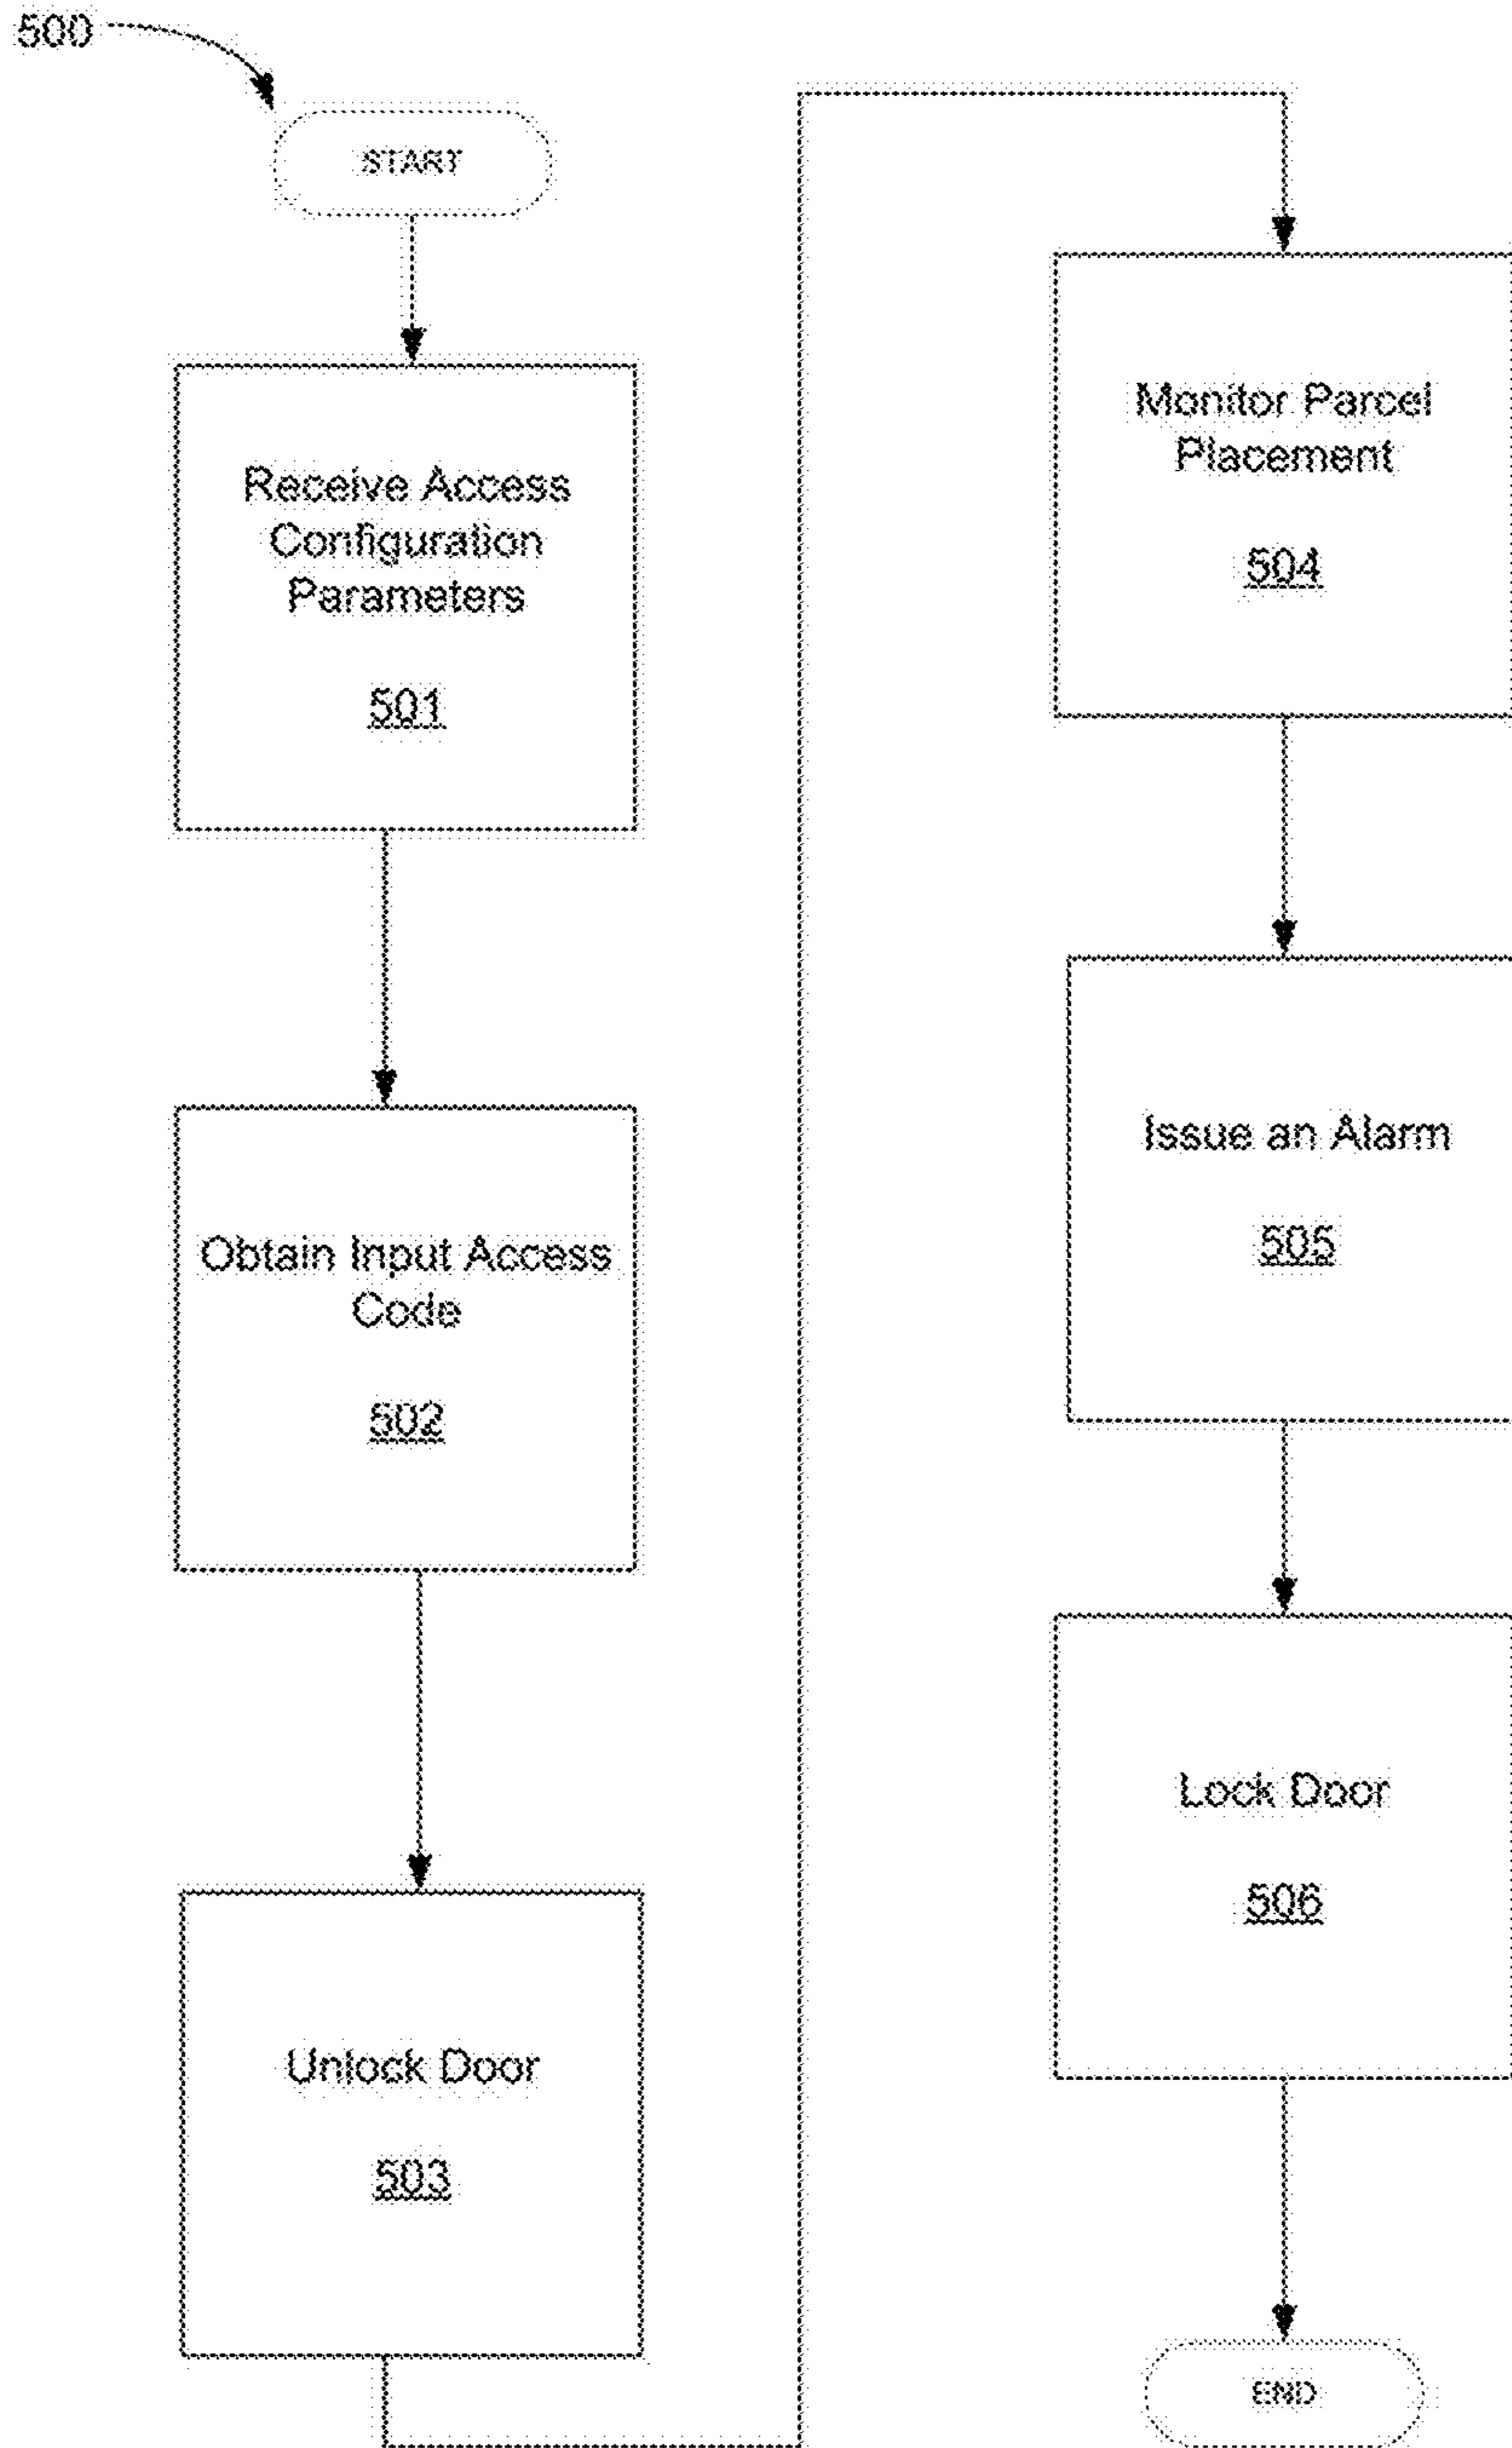 500
START
Receive Access
Configuration
Parameters
501
Obtain Input Access
Code
502
Unlock Door
503
Monitor Parcel
Placement
504
Issue an Alarm
505
Lock Door
506
END